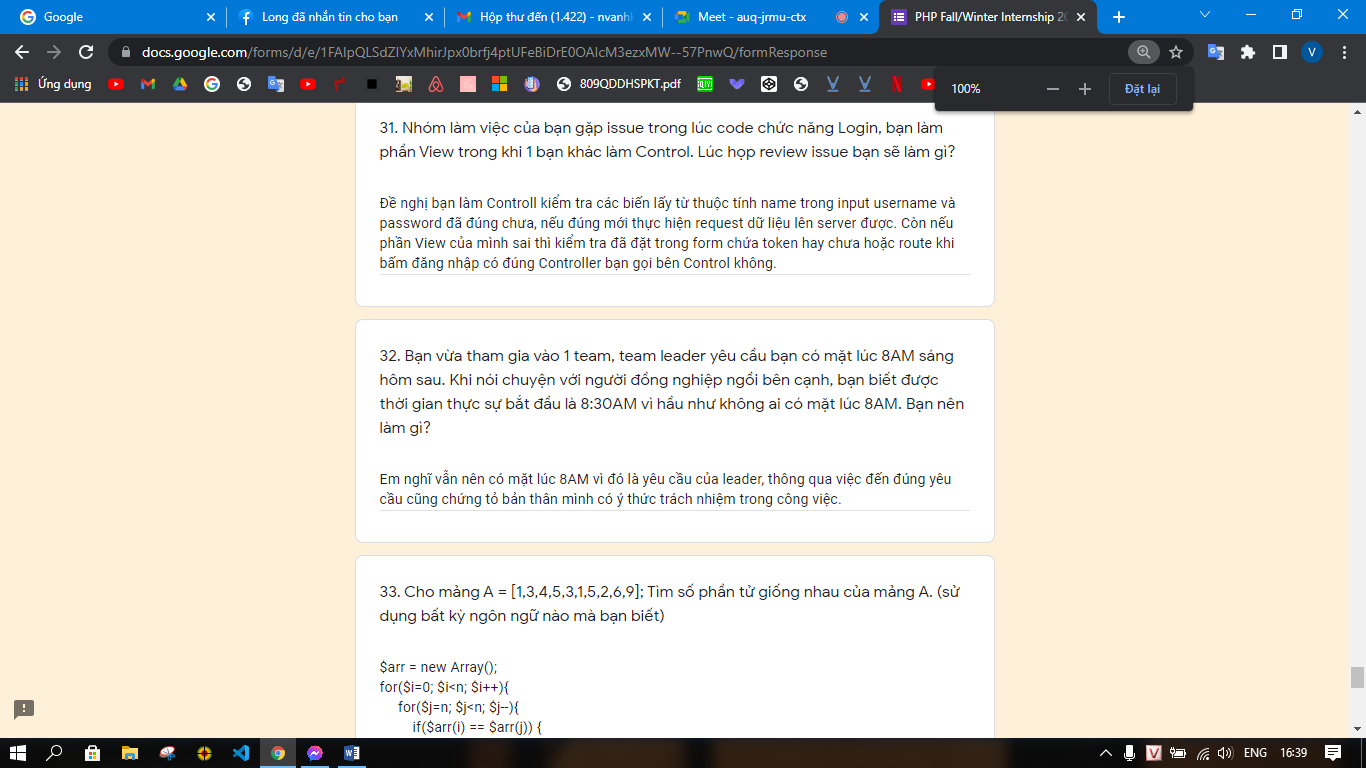 Google
Long đã nhắn tin cho bạn
Hộp thư đến (1.422) - nvanh
Meet - auq-jrmu-ctx
PHP Fall/Winter Internship 20
docs.google.com/forms/d/e/1FAIpQLSdZIYxMhirJpx0brfj4ptUFeBiDrE0OAlcM3ezxMW--57PnwQ/formResponse
V
Ứng dụng
809QDDHSPKT.pdf
100%
Đặt lại
31. Nhóm làm việc của bạn gặp issue trong lúc code chức năng Login, bạn làm
phần View trong khi 1 bạn khác làm Control. Lúc họp review issue bạn sẽ làm gì?
Đề nghị bạn làm Controll kiểm tra các biến lấy từ thuộc tính name trong input username và
password đã đúng chưa, nếu đúng mới thực hiện request dữ liệu lên server được. Còn nếu
phần View của mình sai thì kiểm tra đã đặt trong form chứa token hay chưa hoặc route khi
bấm đăng nhập có đúng Controller bạn gọi bên Control không.
32. Bạn vừa tham gia vào 1 team, team leader yêu cầu bạn có mặt lúc 8AM sáng
hôm sau. Khi nói chuyện với người đồng nghiệp ngồi bên cạnh, bạn biết được
thời gian thực sự bắt đầu là 8:30AM vì hầu như không ai có mặt lúc 8AM. Bạn nên
làm gì?
Em nghĩ vẫn nên có mặt lúc 8AM vì đó là yêu cầu của leader, thông qua việc đến đúng yêu
cầu cũng chứng tỏ bản thân mình có ý thức trách nhiệm trong công việc.
33. Cho mảng A = [1,3,4,5,3,1,5,2,6,9]; Tìm số phần tử giống nhau của mảng A. (sử
dụng bất kỳ ngôn ngữ nào mà bạn biết)
$arr = new Array();
for($i=0; $i<n; $i++){
for($j=n; $j<n; $j--){
if($arr(i) == $arr(j)) {
ENG
16:39